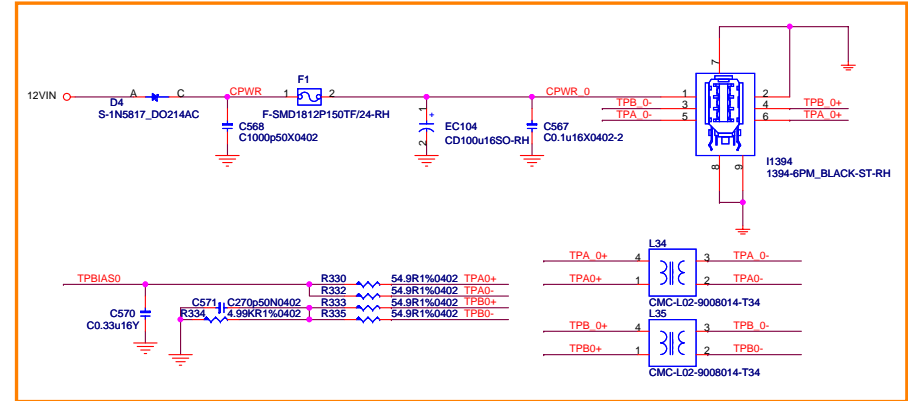 7
F1
12VIN
A
C
CPWR
1
2
CPWR_0
1
2
D4
S-1N5817_DO214AC
F-SMD1812P150TF/24-RH
TPB_0-
3
4
TPB_0+
TPA_0-
5
6
TPA_0+
C568
C1000p50X0402
1
+
2
EC104
CD100u16SO-RH
C567
C0.1u16X0402-2
8
9
I1394
1394-6PM_BLACK-ST-RH
L34
TPA_0+
4
3
TPA_0-
TPA0+
1
2
TPA0-
CMC-L02-9008014-T34
L35
TPB_0+
4
3
TPB_0-
TPB0+
1
2
TPB0-
CMC-L02-9008014-T34
TPBIAS0
R330
54.9R1%0402
TPA0+
R332
54.9R1%0402
TPA0-
C571
C270p50N0402
R333
54.9R1%0402
TPB0+
R334
4.99KR1%0402
R335
54.9R1%0402
TPB0-
C570
C0.33u16Y